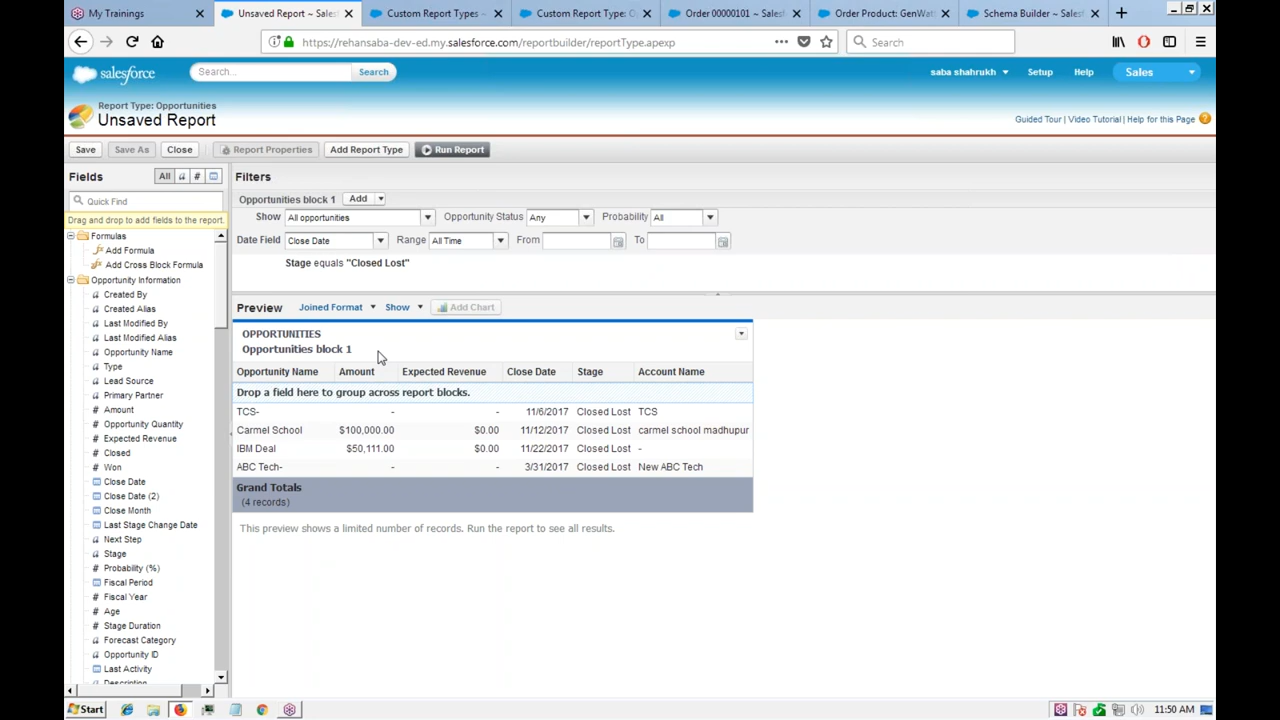 My Trainings
Unsaved Report ~ Sales
Custom Report Types ~
Custom Report Type: O
Order 00000101 ~ Salesf
Order Product: GenWatt
Schema Builder ~ Salesf
https://rehansaba-dev-ed.my.salesforce.com/reportbuilder/reportType.apexp
Search
salesforce
Search...
Search
saba shahrukh
Setup
Help
Sales
Report Type: Opportunities
Unsaved Report
Guided Tour | Video Tutorial | Help for this Page
Save
Save As
Close
Report Properties
Add Report Type
Run Report
Fields
All
Quick Find
Drag and drop to add fields to the report.
Formulas
Add Formula
Add Cross Block Formula
Opportunity Information
Created By
Created Alias
Last Modified By
Last Modified Alias
Opportunity Name
Type
Lead Source
Primary Partner
# Amount
Opportunity Quantity
# Expected Revenue
# Closed
# Won
Close Date
Close Date (2)
Close Month
Last Stage Change Date
Next Step
Stage
# Probability (%)
Fiscal Period
# Fiscal Year
# Age
# Stage Duration
Forecast Category
Opportunity ID
Last Activity
Description
Filters
Opportunities block 1 Add
Show All opportunities Opportunity Status Any Probability All
Date Field Close Date Range All Time From To
Stage equals "Closed Lost"
Preview Joined Format Show Add Chart
OPPORTUNITIES
Opportunities block 1
Opportunity Name Amount Expected Revenue Close Date Stage Account Name
Drop a field here to group across report blocks.
TCS- - - 11/6/2017 Closed Lost TCS
Carmel School $100,000.00 $0.00 11/12/2017 Closed Lost carmel school madhupur
IBM Deal $50,111.00 $0.00 11/22/2017 Closed Lost -
ABC Tech- - - 3/31/2017 Closed Lost New ABC Tech
Grand Totals
(4 records)
This preview shows a limited number of records. Run the report to see all results.
Start
11:50 AM